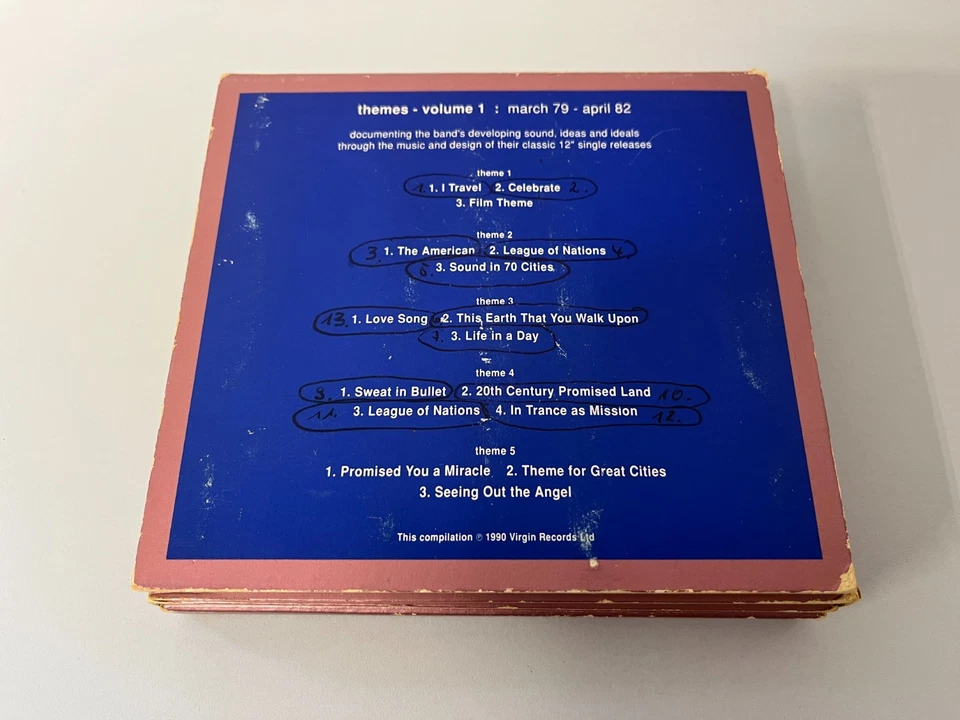 themes - volume 1 : march 79 - april 82
documenting the band's developing sound, ideas and ideals
through the music and design of their classic 12" single releases
theme 1
1. 1. I Travel 2. Celebrate 2.
3. Film Theme
theme 2
3. 1. The American 2. League of Nations 4.
5. 3. Sound in 70 Cities
theme 3
13. 1. Love Song 2. This Earth That You Walk Upon
7. 3. Life in a Day
theme 4
9. 1. Sweat in Bullet 2. 20th Century Promised Land 10.
11. 3. League of Nations 4. In Trance as Mission 12.
theme 5
1. Promised You a Miracle 2. Theme for Great Cities
3. Seeing Out the Angel
This compilation ℗ 1990 Virgin Records Ltd